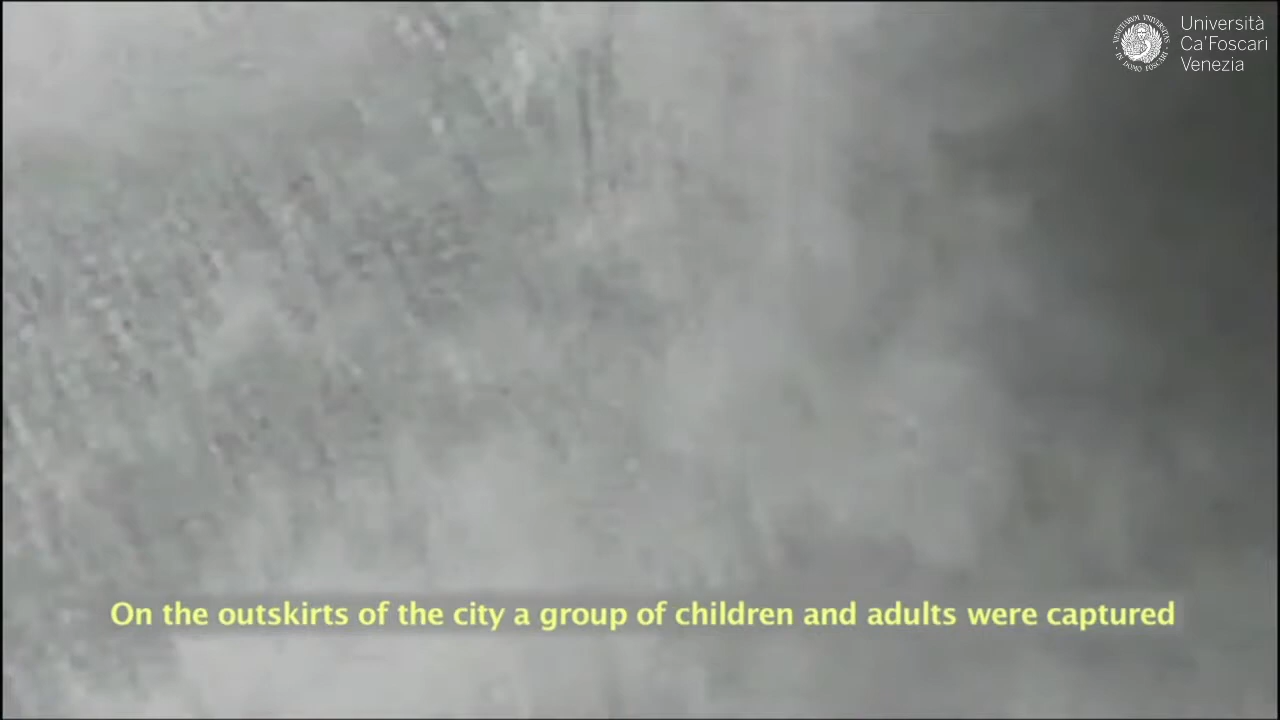 Università
Ca'Foscari
Venezia
On the outskirts of the city a group of children and adults were captured